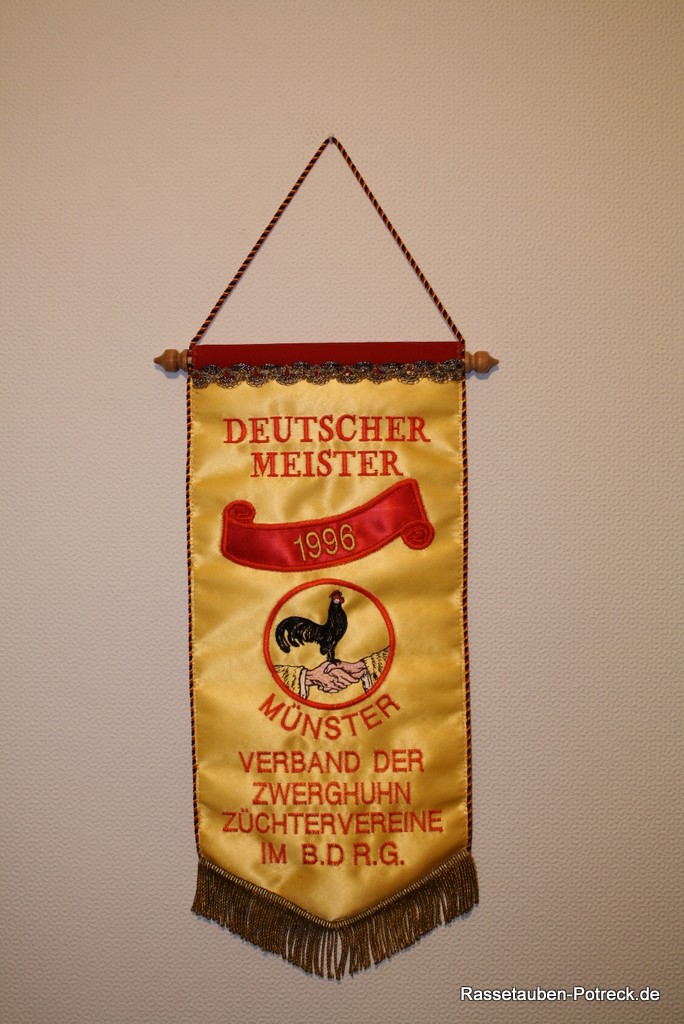 DEUTSCHER
MEISTER
1996
MÜNSTER
VERBAND DER
ZWERGHUHN
ZÜCHTERVEREINE
IM B.D R.G.
Rassetauben-Potreck.de